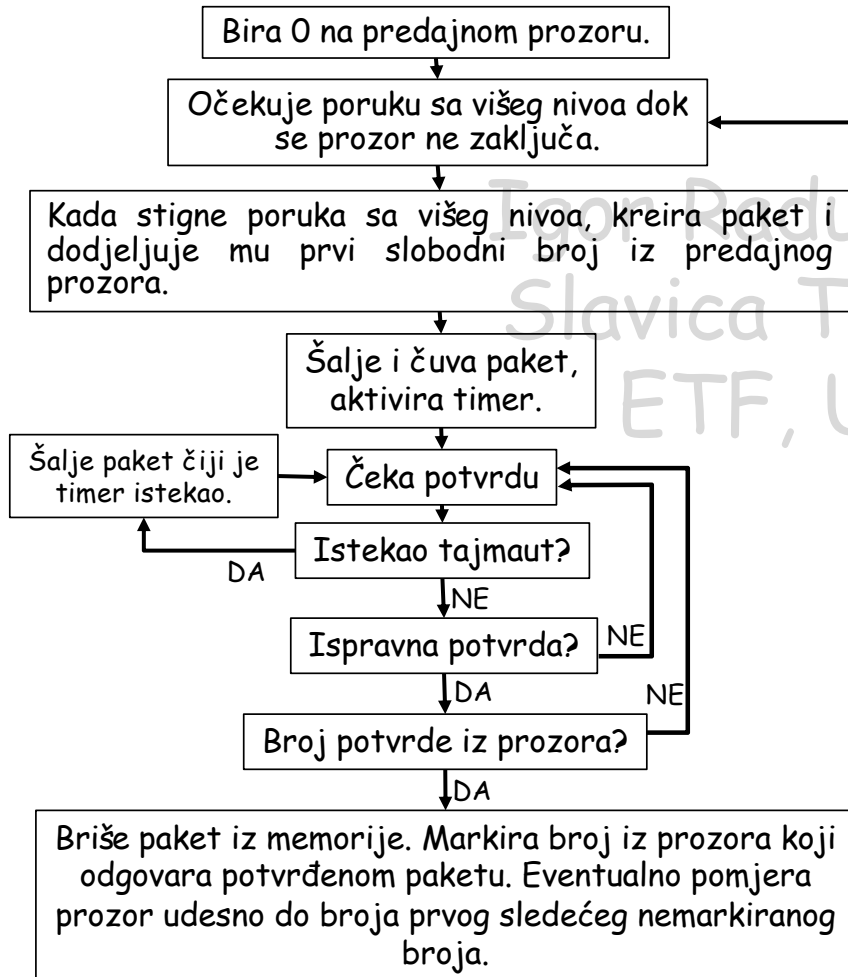 Bira 0 na predajnom prozoru.
Očekuje poruku sa višeg nivoa dok
se prozor ne zaključa.
Kada stigne poruka sa višeg nivoa, kreira paket i
dodjeljuje mu prvi slobodni broj iz predajnog
prozora.
Igor Radu
Slavica T
ETF, U
Šalje i čuva paket,
aktivira timer.
Šalje paket čiji je
timer istekao.
Čeka potvrdu
Istekao tajmaut?
DA
NE
Ispravna potvrda?
NE
DA
NE
Broj potvrde iz prozora?
DA
Briše paket iz memorije. Markira broj iz prozora koji
odgovara potvrđenom paketu. Eventualno pomjera
prozor udesno do broja prvog sledećeg nemarkiranog
broja.